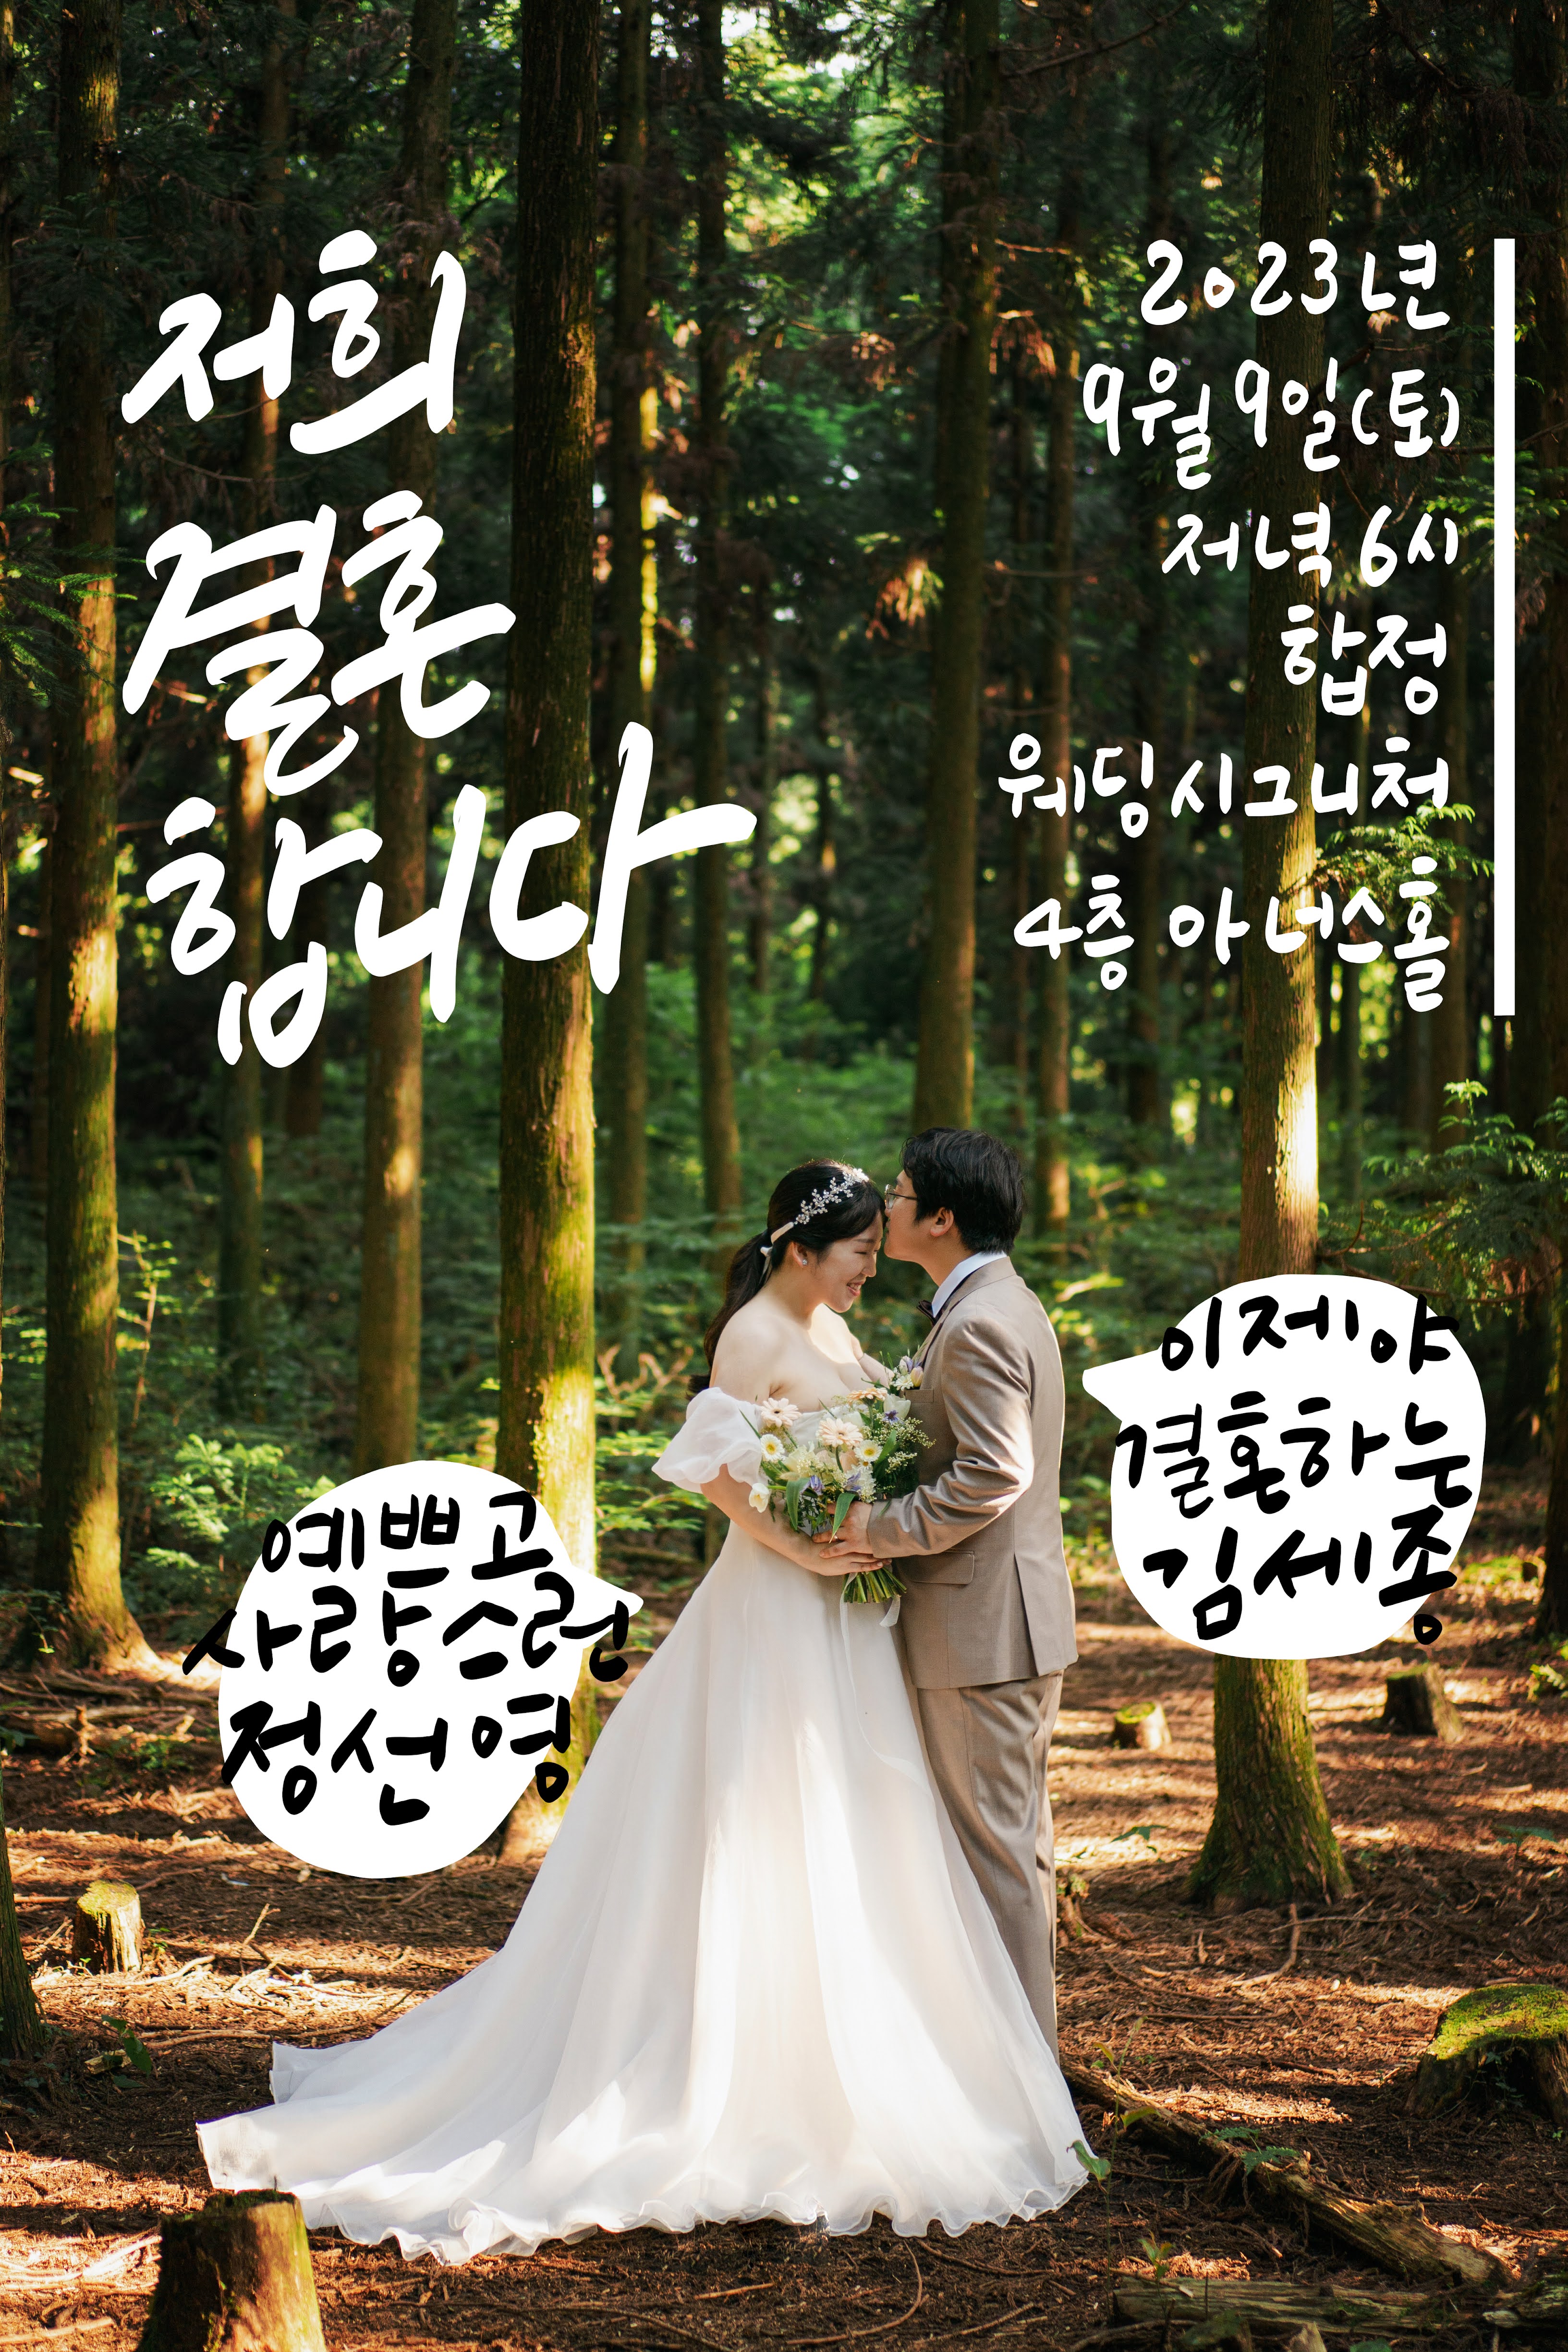 저희
결혼
합니다
2023년
9월 9일(토)
저녁 6시
합정
웨딩시그니처
4층 아너스홀
이제야
결혼하는
김세종
예쁘고
사랑스런
정선영